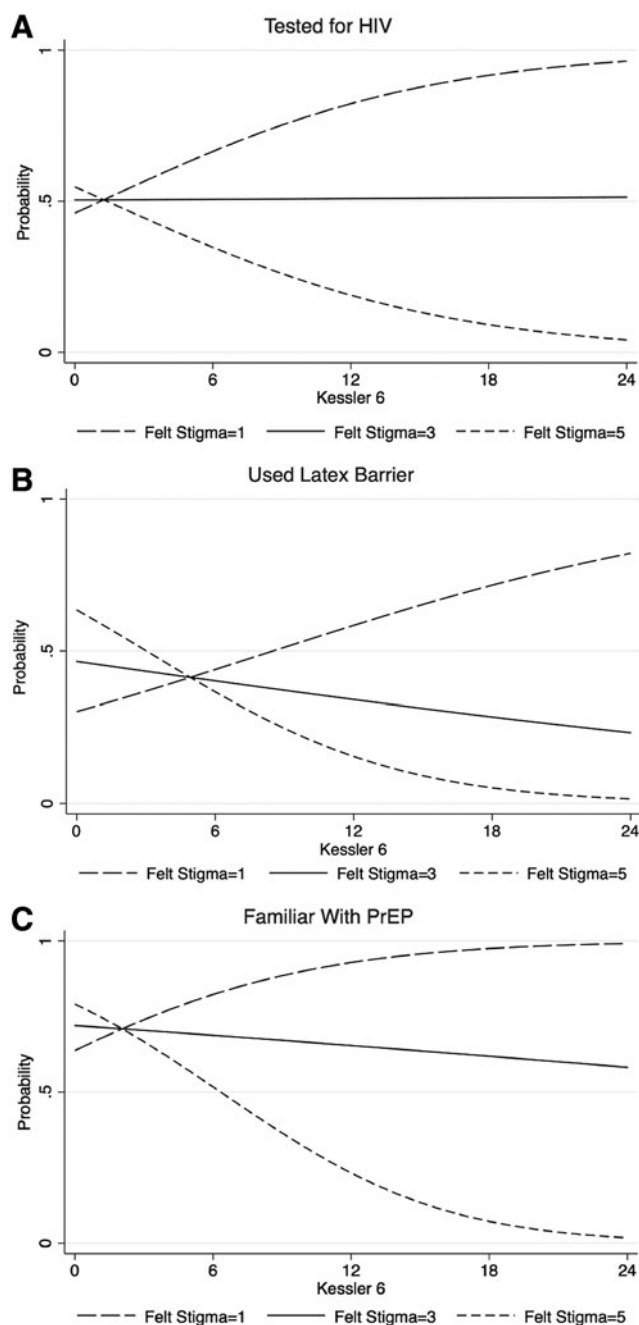 A
Tested for HIV
1
.5
0
Probability
0 6 12 18 24
Kessler 6
Felt Stigma=1 Felt Stigma=3 Felt Stigma=5
B
Used Latex Barrier
1
.5
0
Probability
0 6 12 18 24
Kessler 6
Felt Stigma=1 Felt Stigma=3 Felt Stigma=5
C
Familiar With PrEP
1
.5
0
Probability
0 6 12 18 24
Kessler 6
Felt Stigma=1 Felt Stigma=3 Felt Stigma=5